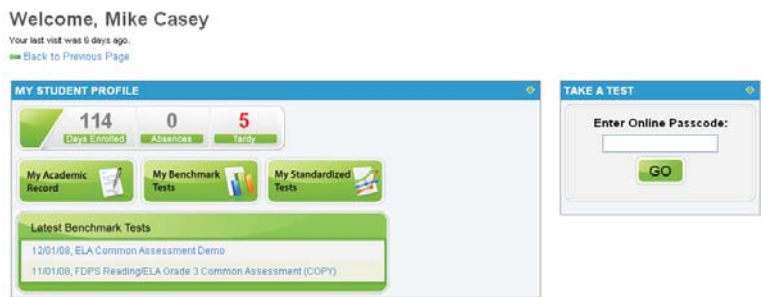 Welcome, Mike Casey
Your last visit was 6 days ago.
Back to Previous Page
MY STUDENT PROFILE
114
Days Enrolled
0
Absences
5
Tardy
My Academic
Record
My Benchmark
Tests
My Standardized
Tests
Latest Benchmark Tests
12/01/08, ELA Common Assessment Demo
11/01/08, FDPS Reading/ELA Grade 3 Common Assessment (COPY)
TAKE A TEST
Enter Online Passcode:
GO